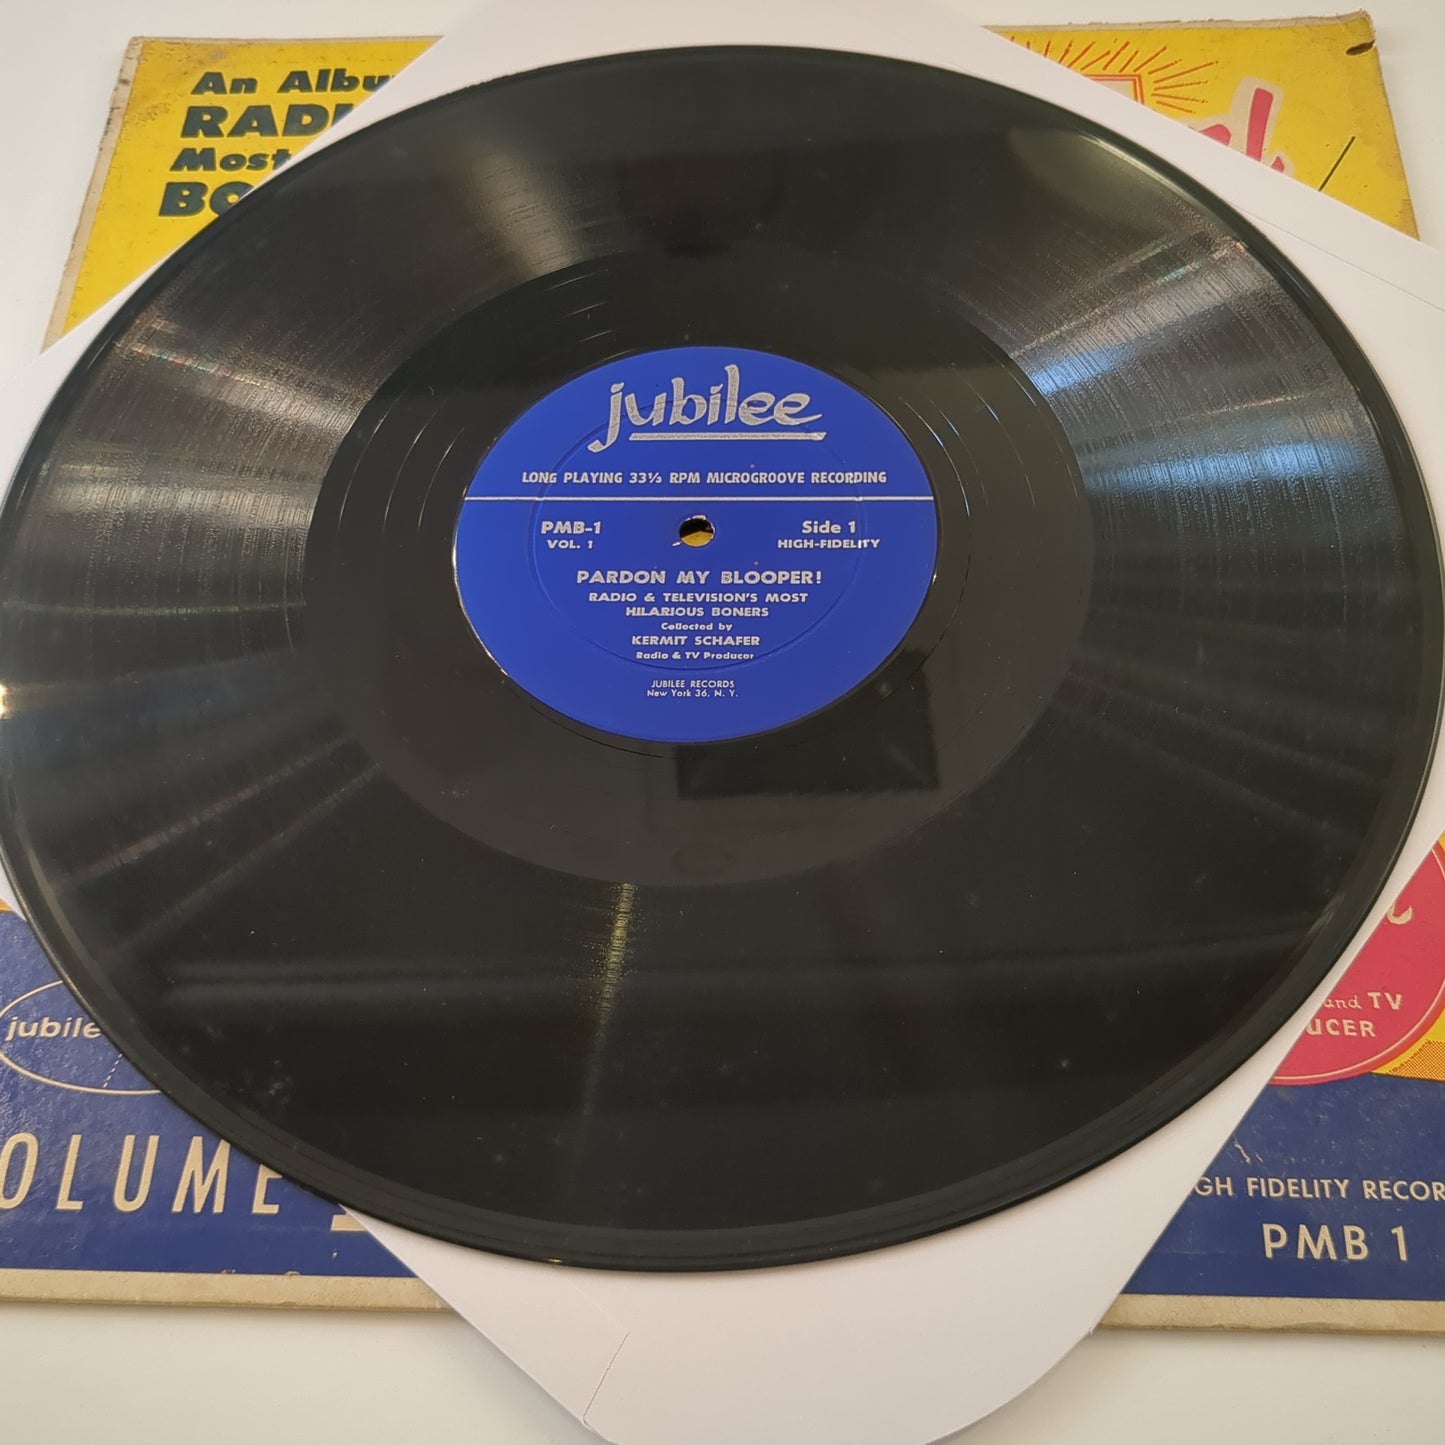 An Albu
RADI
Most
BO
jubilee
LONG PLAYING 33⅓ RPM MICROGROOVE RECORDING
PMB-1
VOL. 1
Side 1
HIGH-FIDELITY
PARDON MY BLOOPER!
RADIO & TELEVISION'S MOST
HILARIOUS BONERS
Collected by
KERMIT SCHAFER
Radio & TV Producer
JUBILEE RECORDS
New York 36, N. Y.
jubile
and TV
UCER
OLUME
GH FIDELITY RECOR
PMB 1